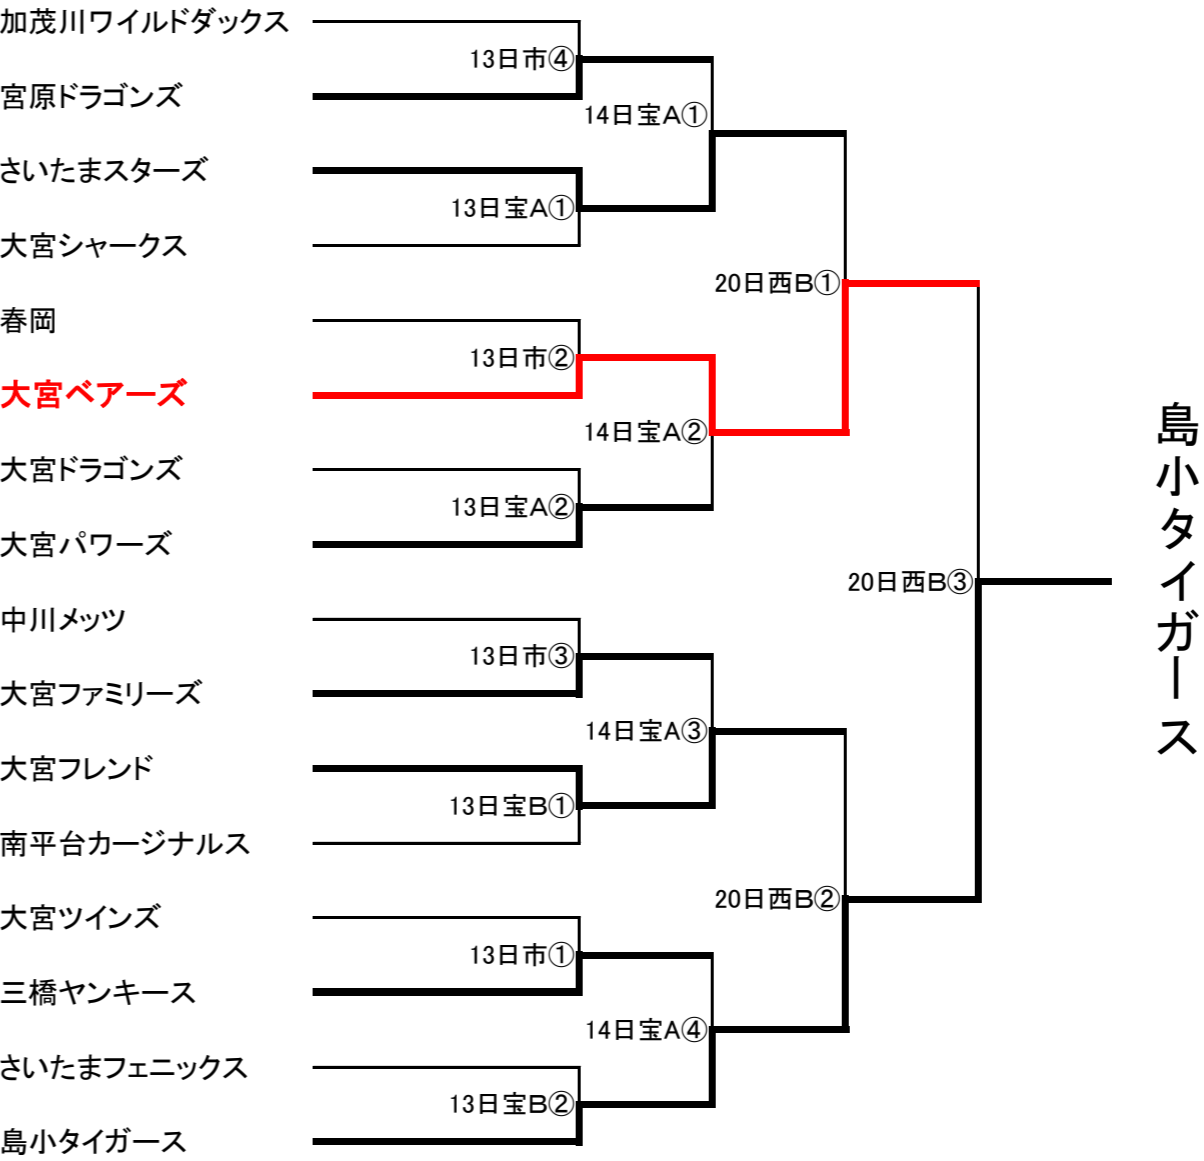 加茂川ワイルドダックス
13日市④
宮原ドラゴンズ
14日宝A①
さいたまスターズ
13日宝A①
大宮シャークス
20日西B①
春岡
13日市②
大宮ベアーズ
14日宝A②
大宮ドラゴンズ
13日宝A②
大宮パワーズ
20日西B③
島小タイガース
中川メッツ
13日市③
大宮ファミリーズ
14日宝A③
大宮フレンド
13日宝B①
南平台カージナルス
20日西B②
大宮ツインズ
13日市①
三橋ヤンキース
14日宝A④
さいたまフェニックス
13日宝B②
島小タイガース